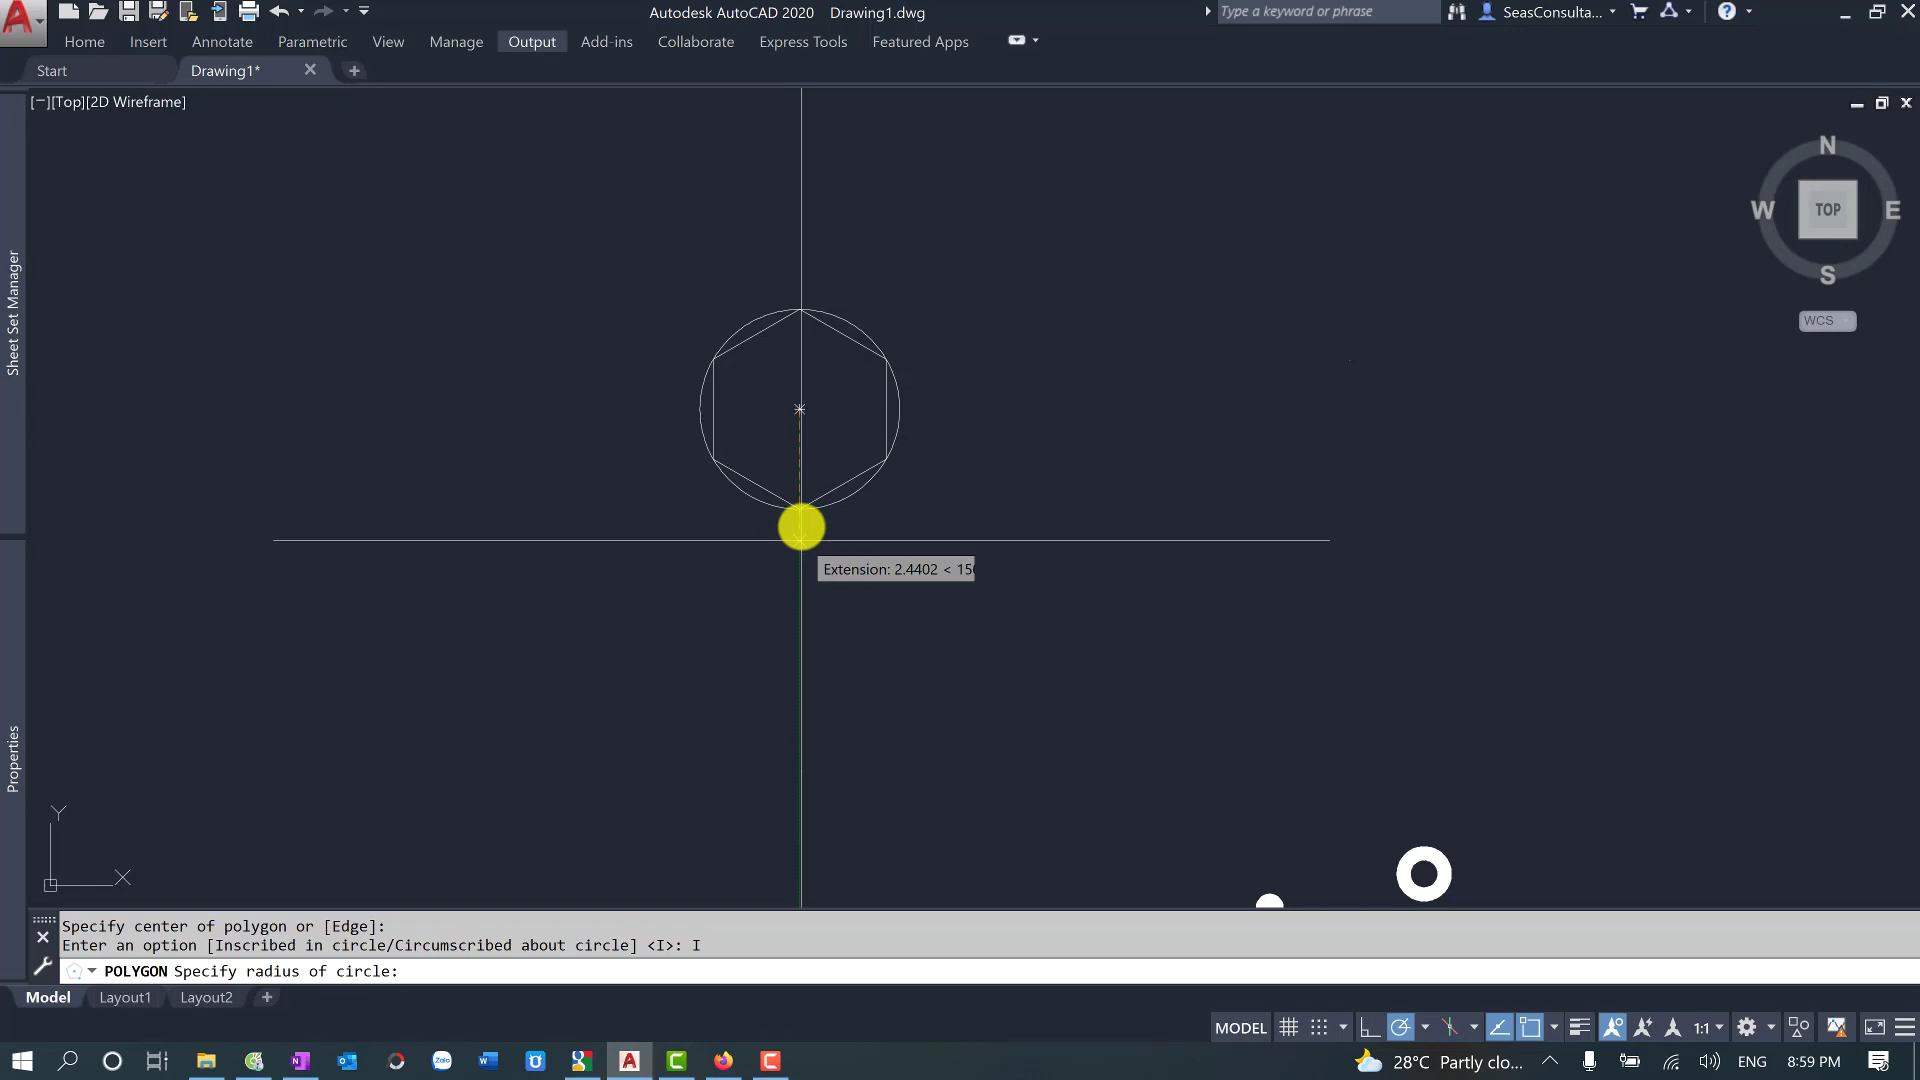 Autodesk AutoCAD 2020 Drawing1.dwg
Type a keyword or phrase
SeasConsulta...
Home Insert Annotate Parametric View Manage Output Add-ins Collaborate Express Tools Featured Apps
Start Drawing1*
[−][Top][2D Wireframe]
N
W TOP E
S
WCS
Sheet Set Manager
Extension: 2.4402 < 150
Properties
Y
X
Specify center of polygon or [Edge]:
Enter an option [Inscribed in circle/Circumscribed about circle] <I>: I
POLYGON Specify radius of circle:
Model Layout1 Layout2
MODEL 1:1
Zalo
28°C Partly clo... ENG 8:59 PM